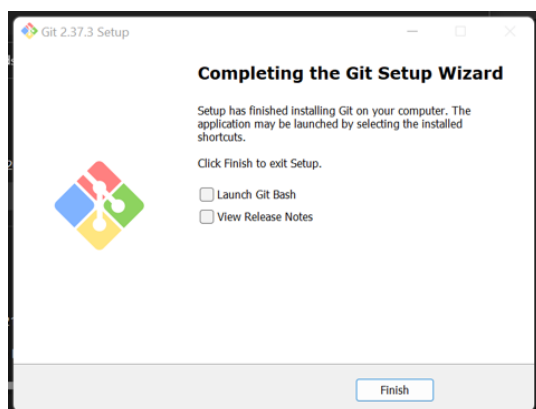 Git 2.37.3 Setup
Completing the Git Setup Wizard
Setup has finished installing Git on your computer. The
application may be launched by selecting the installed
shortcuts.
Click Finish to exit Setup.
Launch Git Bash
View Release Notes
Finish